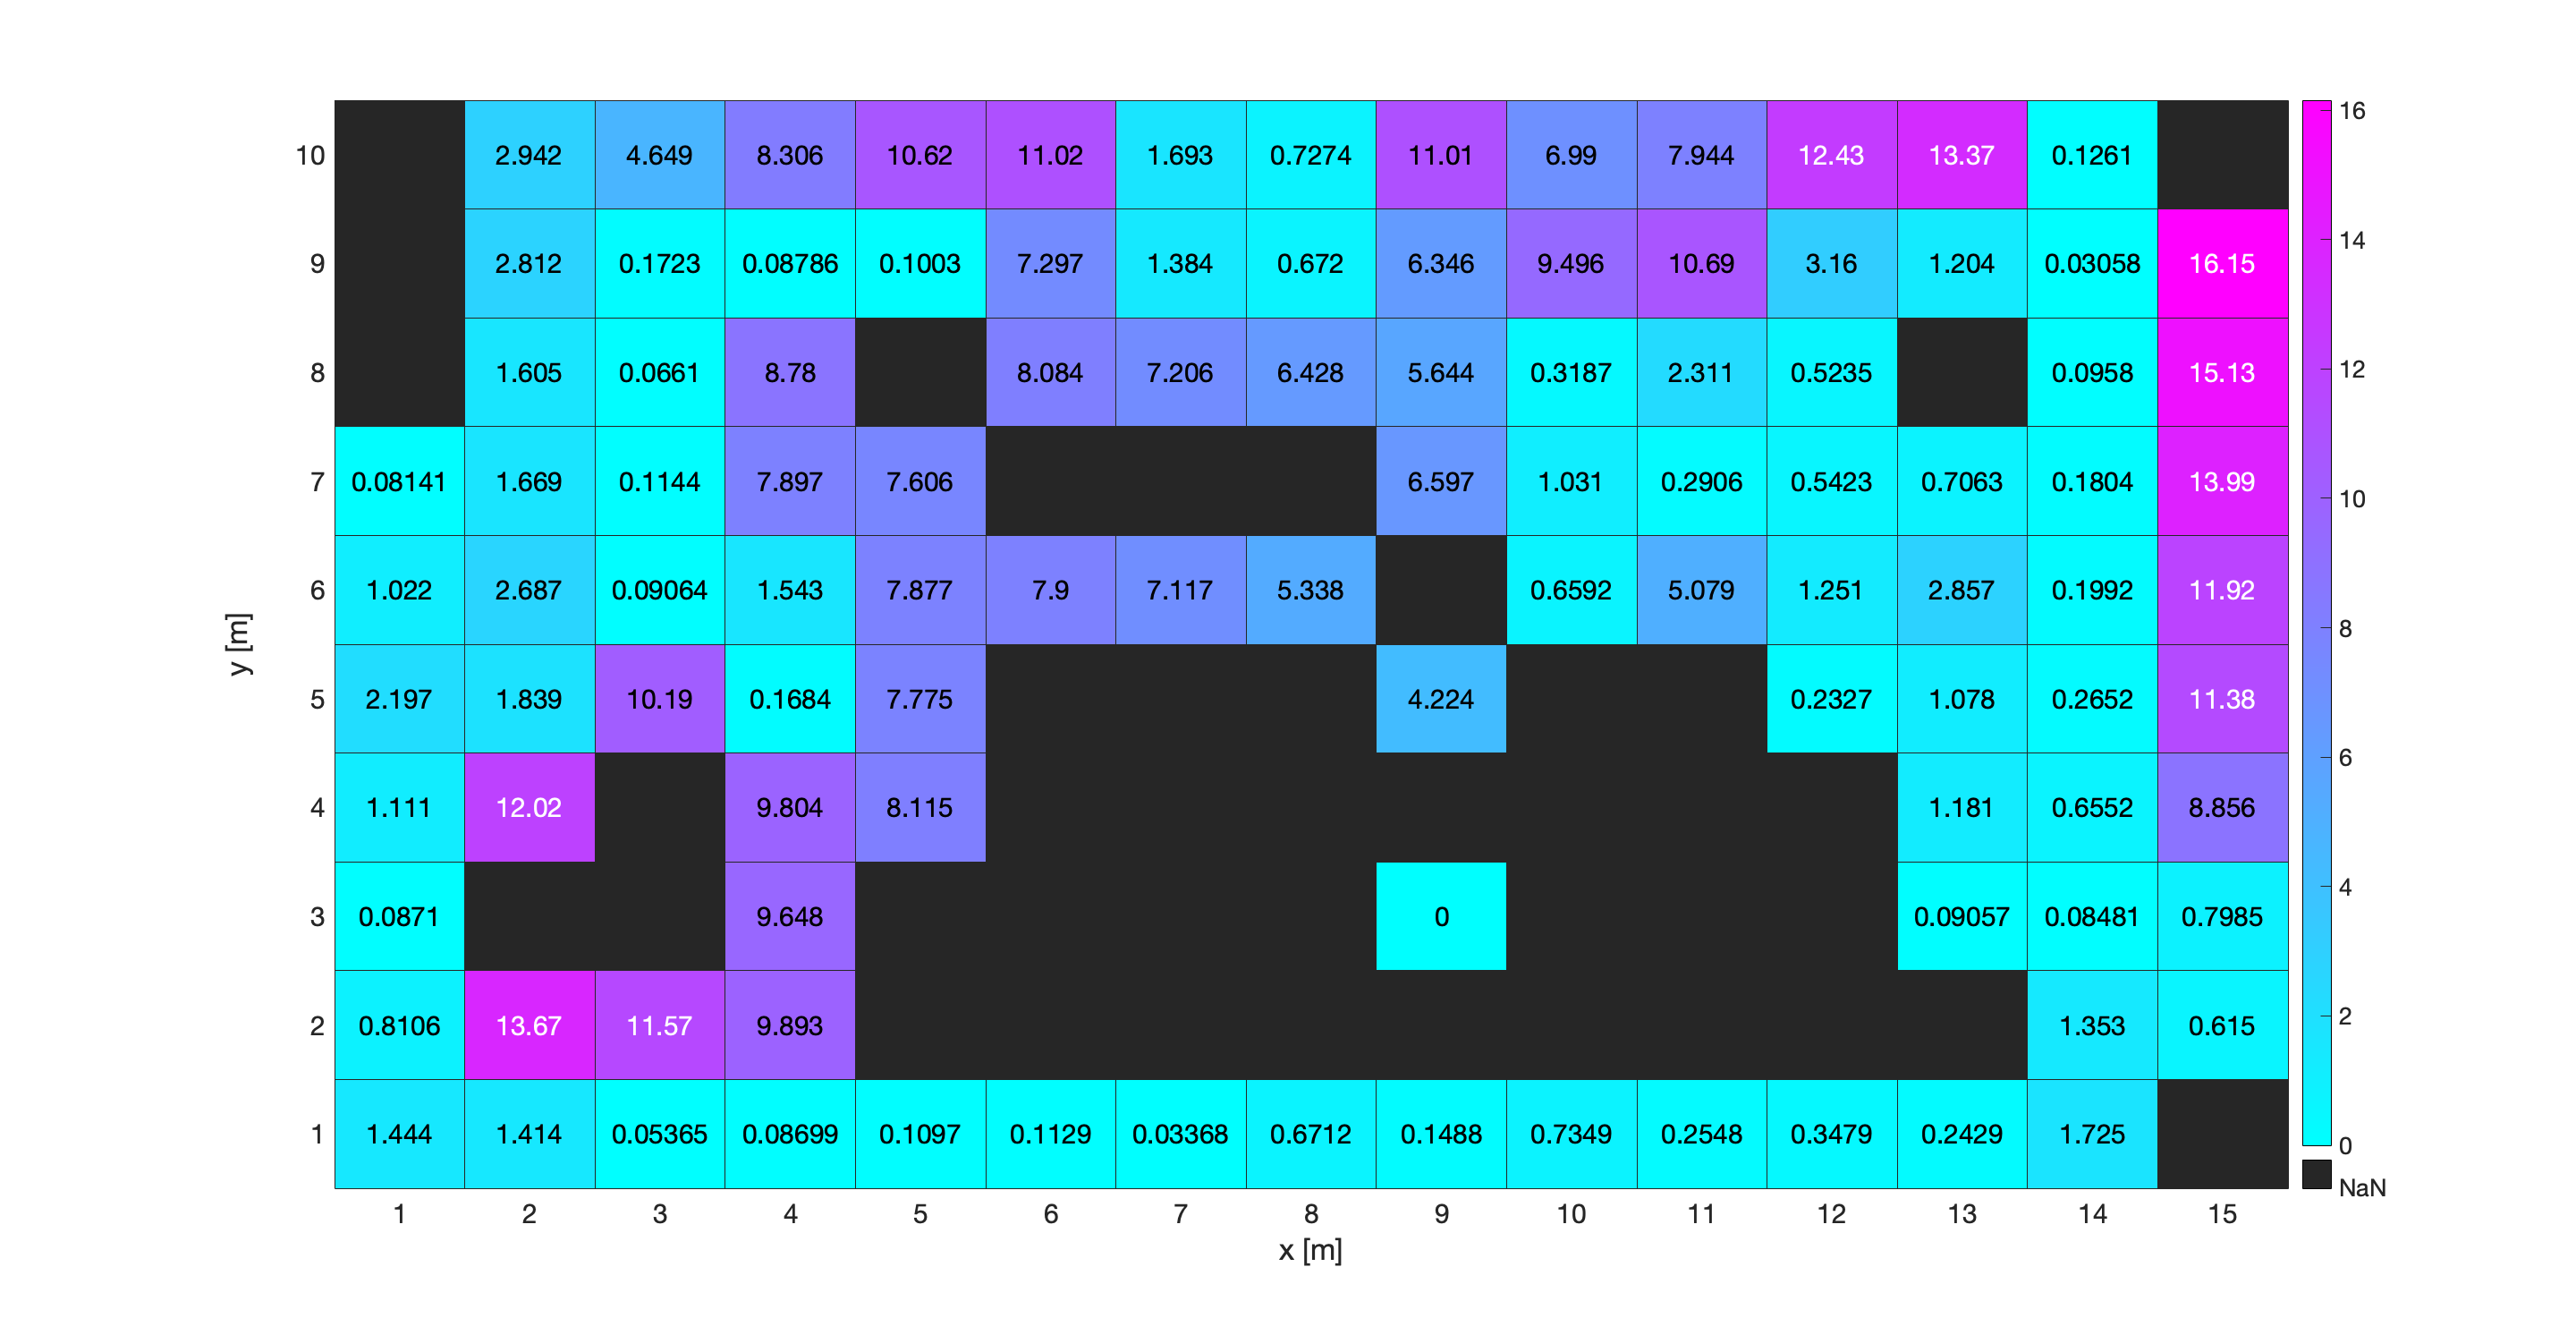 10 2.942 4.649 8.306 10.62 11.02 1.693 0.7274 11.01 6.99 7.944 12.43 13.37 0.1261 16
9 2.812 0.1723 0.08786 0.1003 7.297 1.384 0.672 6.346 9.496 10.69 3.16 1.204 0.03058 16.15 14
8 1.605 0.0661 8.78 8.084 7.206 6.428 5.644 0.3187 2.311 0.5235 0.0958 15.13 12
7 0.08141 1.669 0.1144 7.897 7.606 6.597 1.031 0.2906 0.5423 0.7063 0.1804 13.99 10
6 1.022 2.687 0.09064 1.543 7.877 7.9 7.117 5.338 0.6592 5.079 1.251 2.857 0.1992 11.92 8
y [m]
5 2.197 1.839 10.19 0.1684 7.775 4.224 0.2327 1.078 0.2652 11.38 6
4 1.111 12.02 9.804 8.115 1.181 0.6552 8.856 4
3 0.0871 9.648 0 0.09057 0.08481 0.7985
2 0.8106 13.67 11.57 9.893 1.353 0.615 2
1 1.444 1.414 0.05365 0.08699 0.1097 0.1129 0.03368 0.6712 0.1488 0.7349 0.2548 0.3479 0.2429 1.725 0
NaN
1 2 3 4 5 6 7 8 9 10 11 12 13 14 15
x [m]